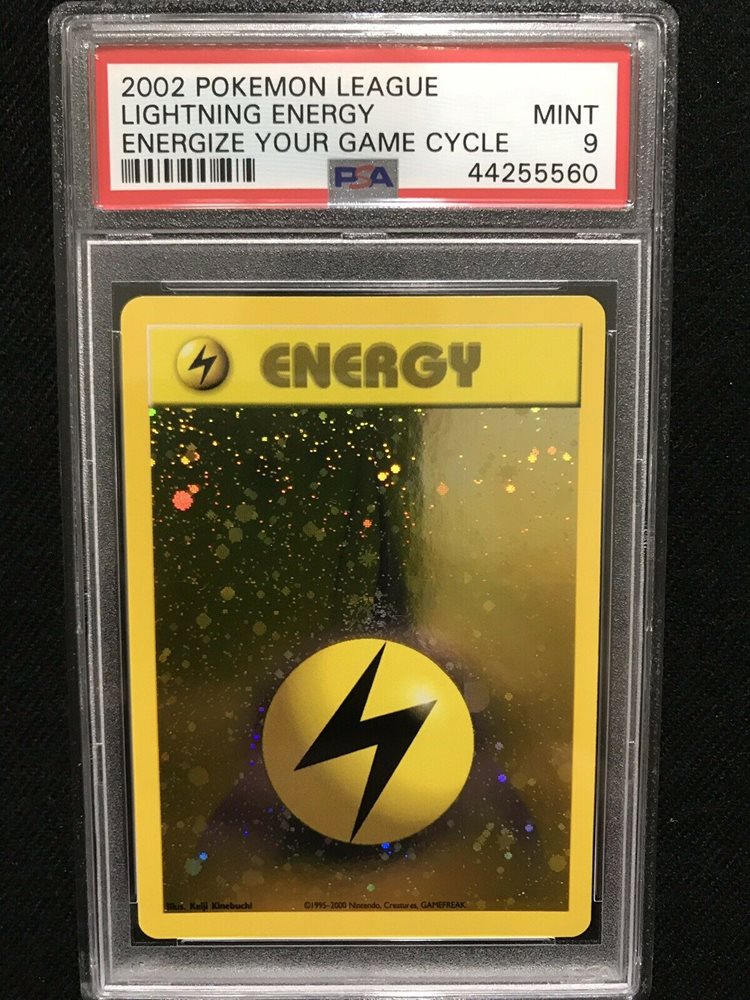 2002 POKEMON LEAGUE
LIGHTNING ENERGY MINT
ENERGIZE YOUR GAME CYCLE 9
PSA 44255560
ENERGY
Illus. Keiji Kinebuchi ©1995-2000 Nintendo, Creatures, GAMEFREAK.